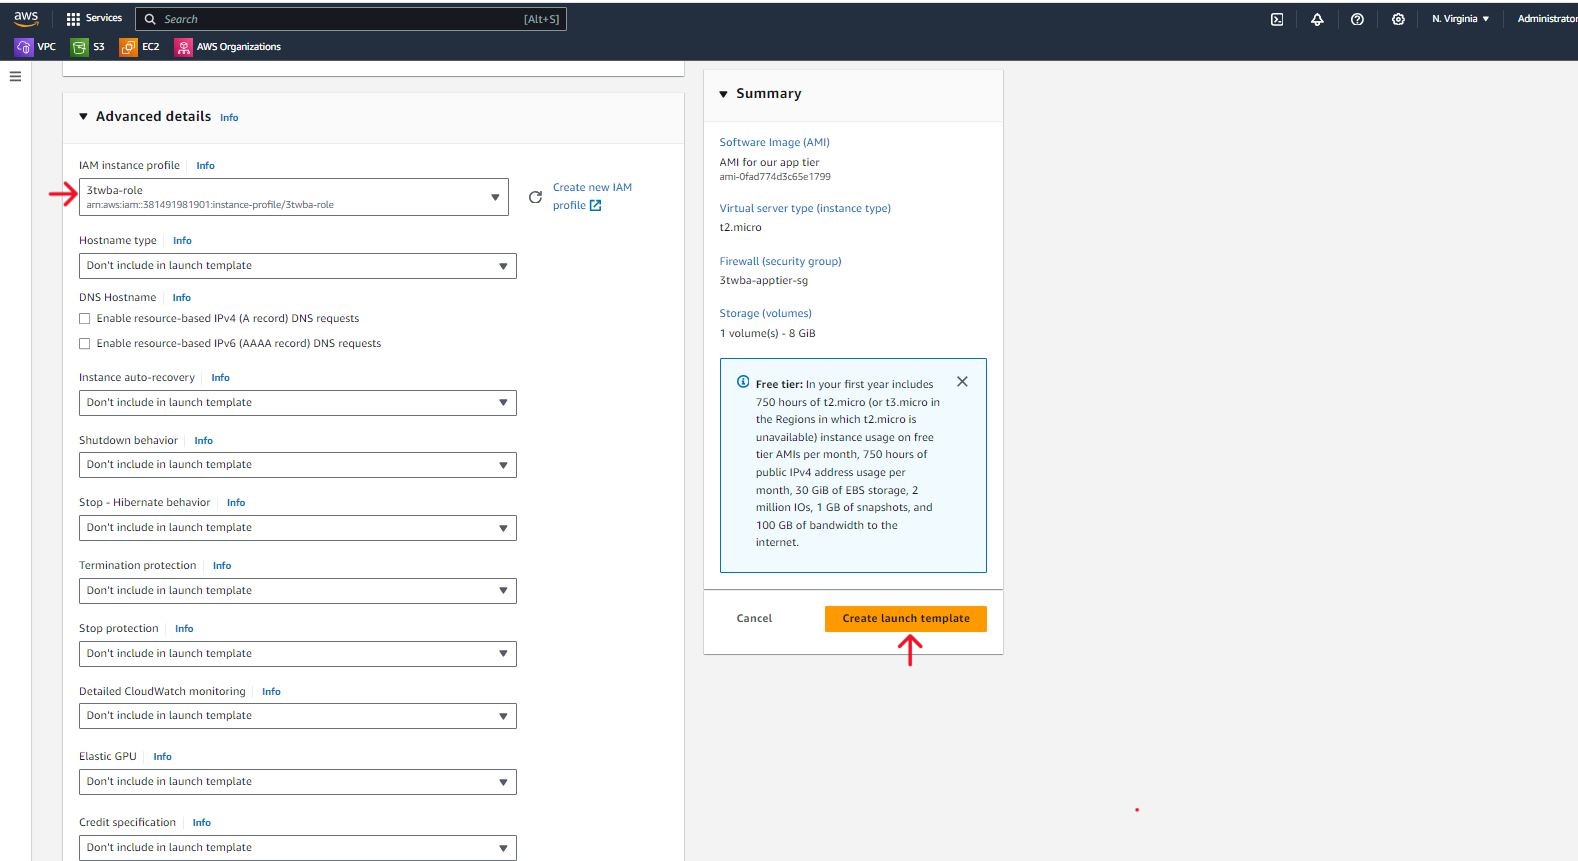 aws
Services
Search
[Alt+S]
N. Virginia
Administrator
VPC
S3
EC2
AWS Organizations
Advanced details Info
IAM instance profile Info
3twba-role
arn:aws:iam::381491981901:instance-profile/3twba-role
Create new IAM
profile
Hostname type Info
Don't include in launch template
DNS Hostname Info
Enable resource-based IPv4 (A record) DNS requests
Enable resource-based IPv6 (AAAA record) DNS requests
Instance auto-recovery Info
Don't include in launch template
Shutdown behavior Info
Don't include in launch template
Stop - Hibernate behavior Info
Don't include in launch template
Termination protection Info
Don't include in launch template
Stop protection Info
Don't include in launch template
Detailed CloudWatch monitoring Info
Don't include in launch template
Elastic GPU Info
Don't include in launch template
Credit specification Info
Don't include in launch template
Summary
Software Image (AMI)
AMI for our app tier
ami-0fad774d3c65e1799
Virtual server type (instance type)
t2.micro
Firewall (security group)
3twba-apptier-sg
Storage (volumes)
1 volume(s) - 8 GiB
Free tier: In your first year includes
750 hours of t2.micro (or t3.micro in
the Regions in which t2.micro is
unavailable) instance usage on free
tier AMIs per month, 750 hours of
public IPv4 address usage per
month, 30 GiB of EBS storage, 2
million IOs, 1 GB of snapshots, and
100 GB of bandwidth to the
internet.
Cancel
Create launch template